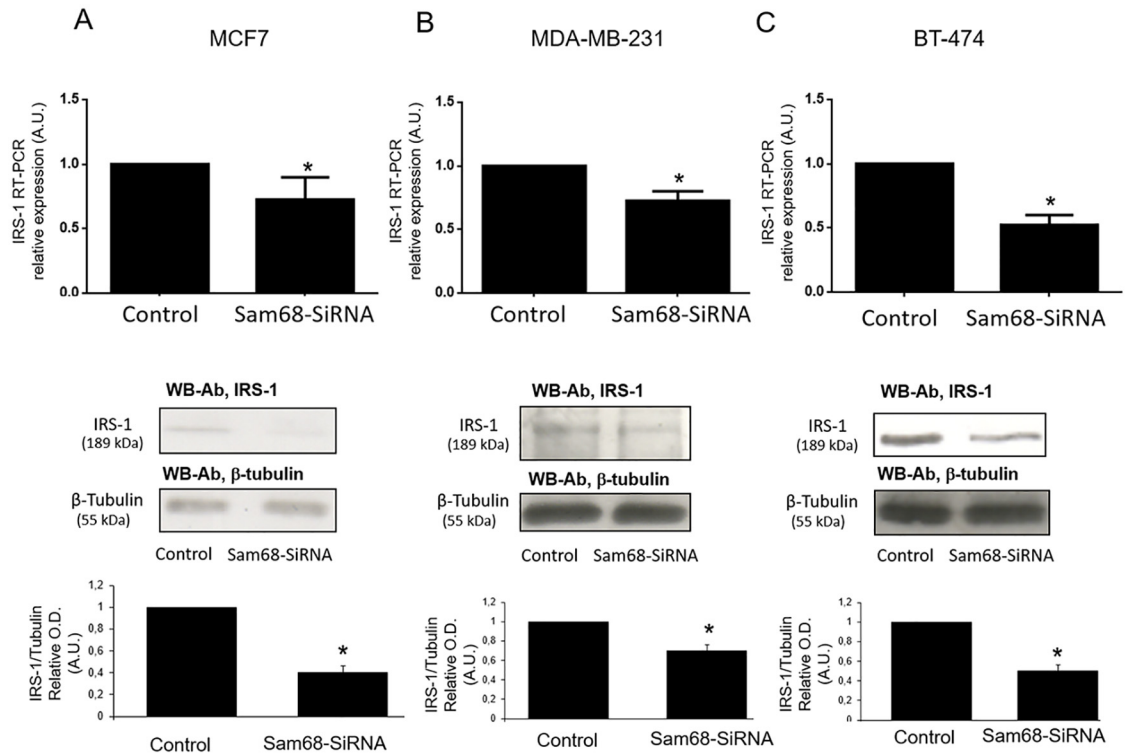 A
MCF7
IRS-1 RT-PCR
relative expression (A.U.)
1.5
1.0
0.5
0.0
*
Control
Sam68-SiRNA
WB-Ab, IRS-1
IRS-1
(189 kDa)
WB-Ab, β-tubulin
β-Tubulin
(55 kDa)
Control
Sam68-SiRNA
IRS-1/Tubulin
Relative O.D.
(A.U.)
1,2
1
0,8
0,6
0,4
0,2
0
*
Control
Sam68-SiRNA
B
MDA-MB-231
IRS-1 RT-PCR
relative expression (A.U.)
1.5
1.0
0.5
0.0
*
Control
Sam68-SiRNA
WB-Ab, IRS-1
IRS-1
(189 kDa)
WB-Ab, β-tubulin
β-Tubulin
(55 kDa)
Control
Sam68-SiRNA
IRS-1/Tubulin
Relative O.D.
(A.U.)
1,2
1
0,8
0,6
0,4
0,2
0
*
Control
Sam68-SiRNA
C
BT-474
IRS-1 RT-PCR
relative expression (A.U.)
1.5
1.0
0.5
0.0
*
Control
Sam68-SiRNA
WB-Ab, IRS-1
IRS-1
(189 kDa)
WB-Ab, β-tubulin
β-Tubulin
(55 kDa)
Control
Sam68-SiRNA
IRS-1/Tubulin
Relative O.D.
(A.U.)
1,2
1
0,8
0,6
0,4
0,2
0
*
Control
Sam68-SiRNA